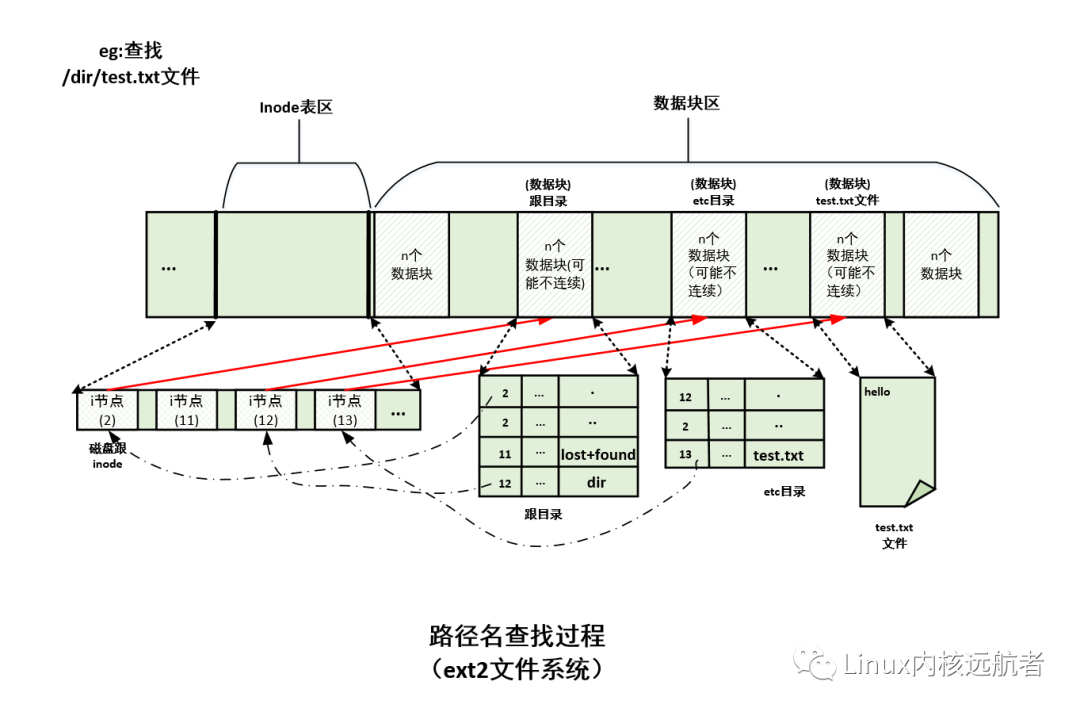 eg:查找
/dir/test.txt文件
Inode表区
数据块区
(数据块)
跟目录
(数据块)
etc目录
(数据块)
test.txt文件
...
n个
数据块
n个
数据块(可
能不连续)
...
n个
数据块
（可能不
连续）
...
n个
数据块
（可能不
连续）
n个
数据块
i节点
(2)
i节点
(11)
i节点
(12)
i节点
(13)
...
磁盘跟
inode
2 ... .
2 ... ..
11 ... lost+found
12 ... dir
跟目录
12 ... .
2 ... ..
13 ... test.txt
etc目录
hello
test.txt
文件
路径名查找过程
（ext2文件系统）
Linux内核远航者